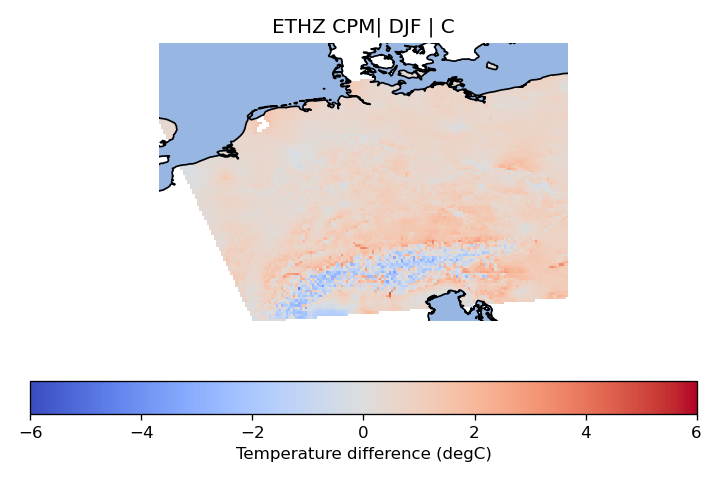 ETHZ CPM| DJF | C
−6 −4 −2 0 2 4 6
Temperature difference (degC)